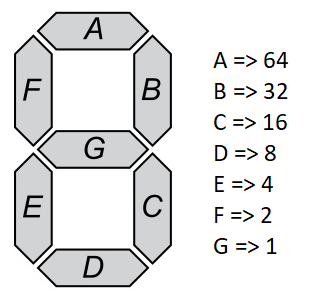 A
F
B
G
E
C
D
A => 64
B => 32
C => 16
D => 8
E => 4
F => 2
G => 1